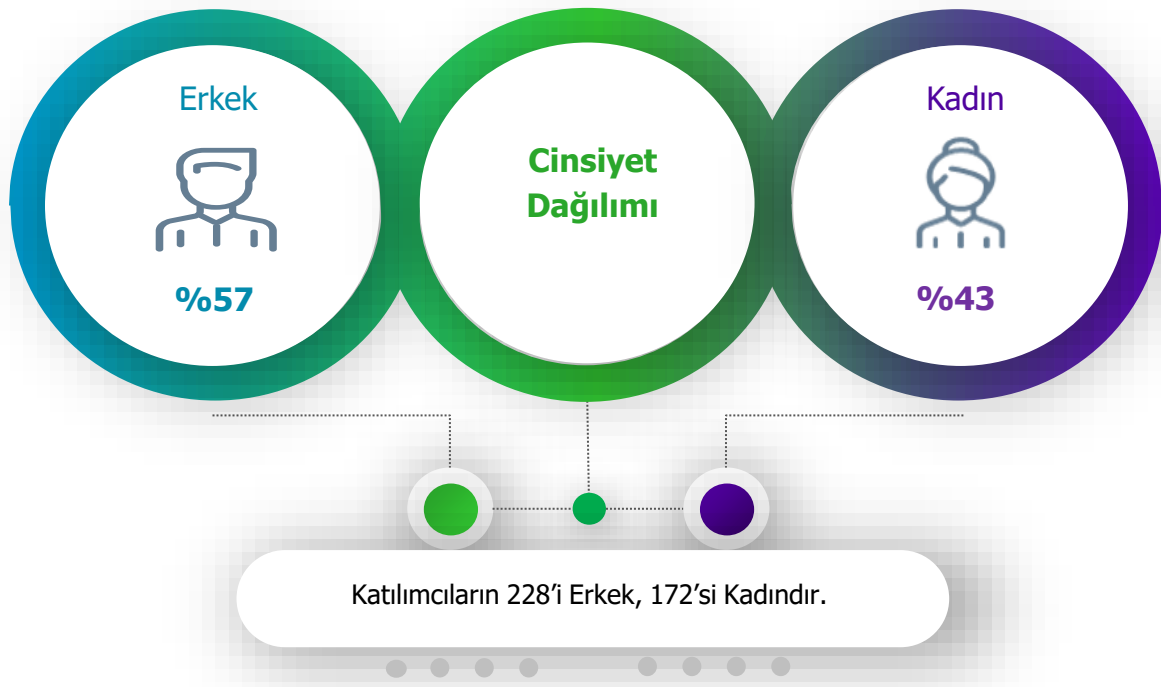 Erkek
%57
Cinsiyet
Dağılımı
Kadın
%43
Katılımcıların 228’i Erkek, 172’si Kadındır.